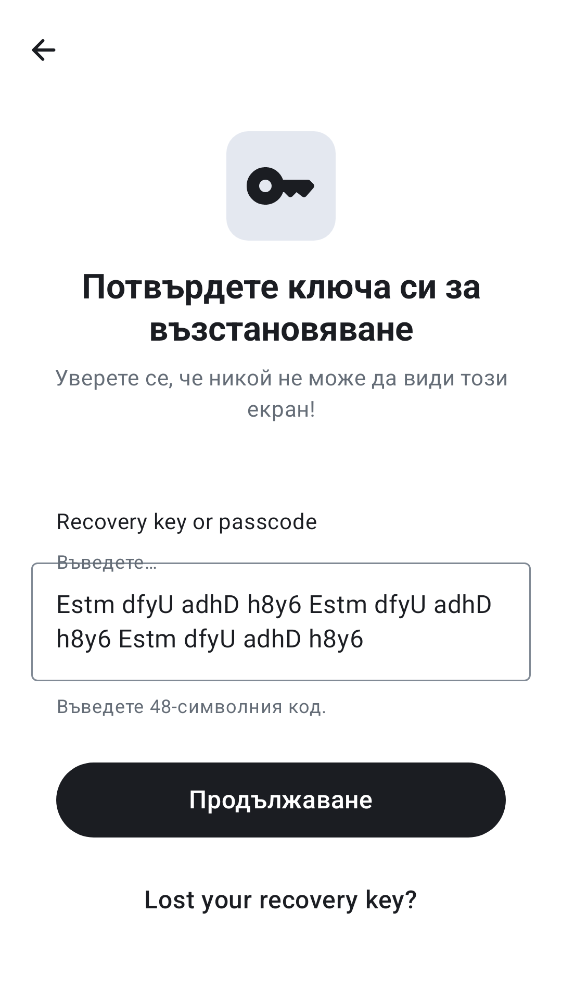 Потвърдете ключа си за
възстановяване
Уверете се, че никой не може да види този
екран!
Recovery key or passcode
Въведете…
Estm dfyU adhD h8y6 Estm dfyU adhD
h8y6 Estm dfyU adhD h8y6
Въведете 48-символния код.
Продължаване
Lost your recovery key?